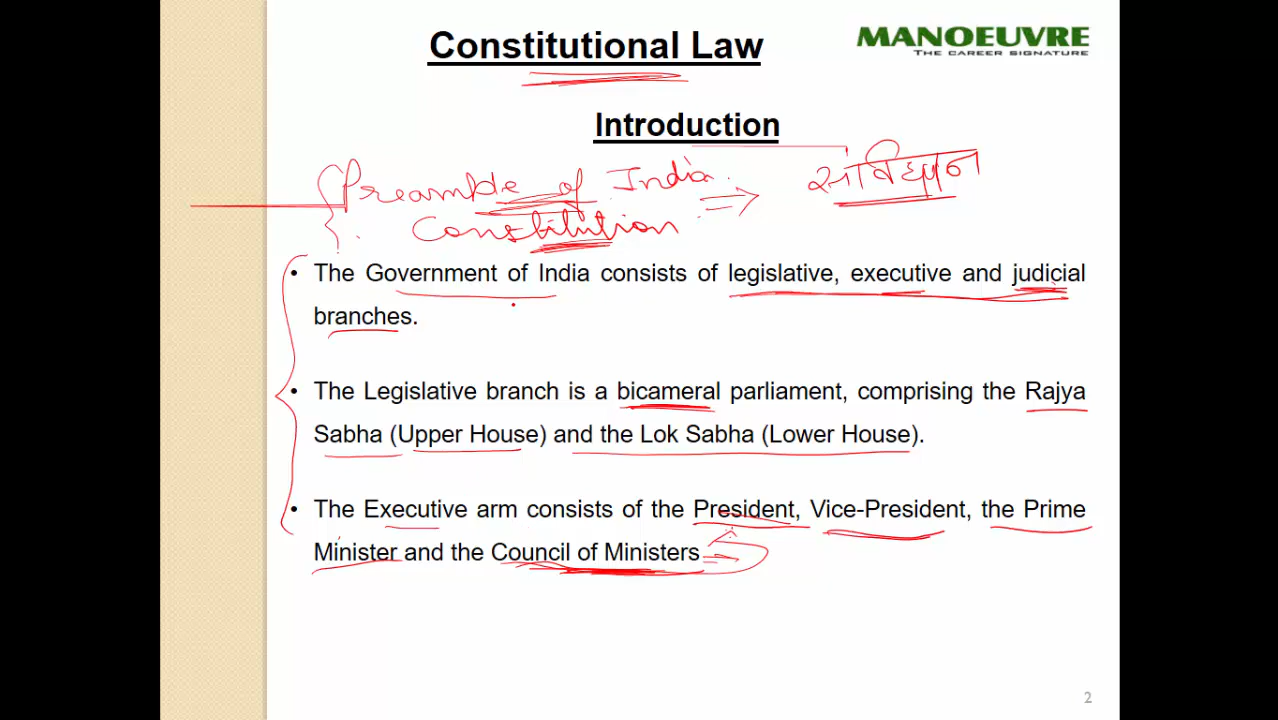 Constitutional Law
MANOEUVRE
THE CAREER SIGNATURE
Introduction
Preamble of India
संविधान
Constitution
• The Government of India consists of legislative, executive and judicial
branches.
• The Legislative branch is a bicameral parliament, comprising the Rajya
Sabha (Upper House) and the Lok Sabha (Lower House).
• The Executive arm consists of the President, Vice-President, the Prime
Minister and the Council of Ministers
2